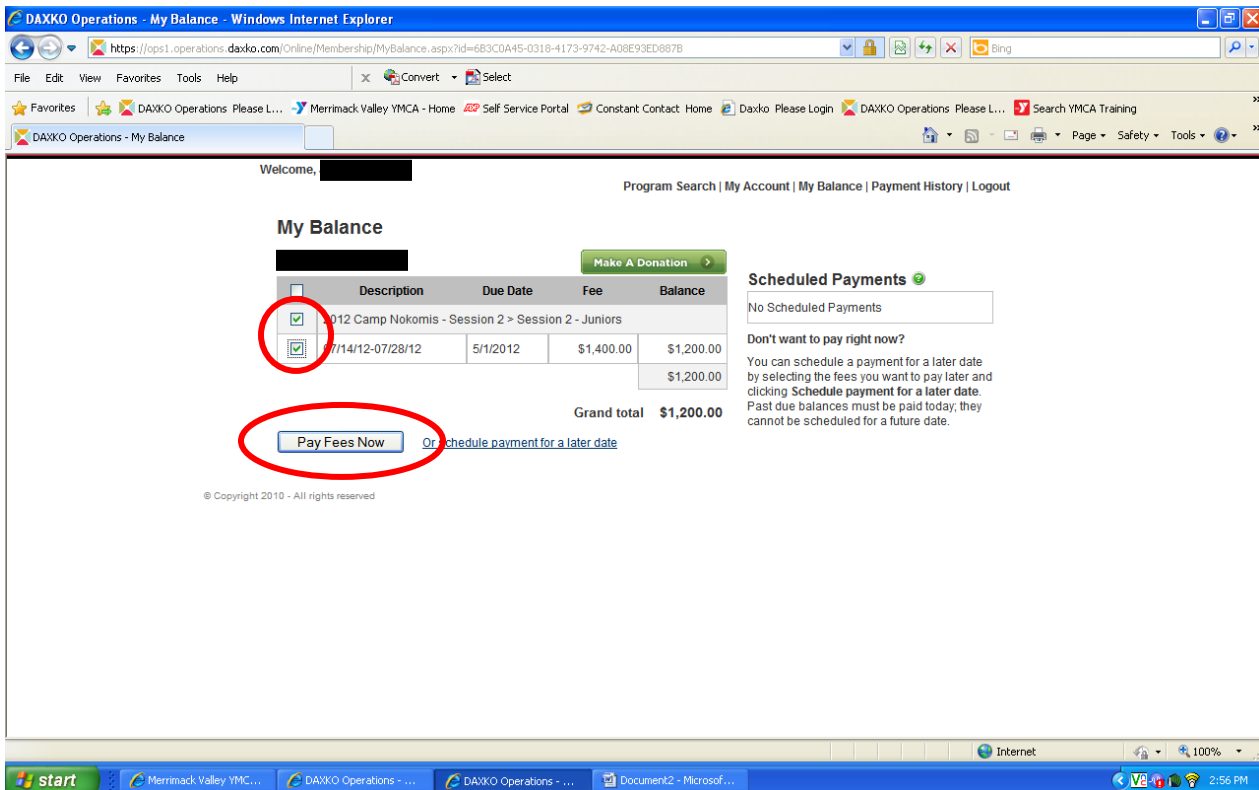 DAXKO Operations - My Balance - Windows Internet Explorer
https://ops1.operations.daxko.com/Online/Membership/MyBalance.aspx?id=6B3C0A45-0318-4173-9742-A08E93ED887B
Bing
File Edit View Favorites Tools Help x Convert Select
Favorites DAXKO Operations Please L... Merrimack Valley YMCA - Home Self Service Portal Constant Contact Home Daxko Please Login DAXKO Operations Please L... Search YMCA Training »
DAXKO Operations - My Balance Page Safety Tools »
Welcome,
Program Search | My Account | My Balance | Payment History | Logout
My Balance
Make A Donation
Description Due Date Fee Balance
2012 Camp Nokomis - Session 2 > Session 2 - Juniors
07/14/12-07/28/12 5/1/2012 $1,400.00 $1,200.00
$1,200.00
Grand total $1,200.00
Pay Fees Now Or schedule payment for a later date
Scheduled Payments
No Scheduled Payments
Don't want to pay right now?
You can schedule a payment for a later date
by selecting the fees you want to pay later and
clicking Schedule payment for a later date.
Past due balances must be paid today; they
cannot be scheduled for a future date.
© Copyright 2010 - All rights reserved
Internet 100%
start Merrimack Valley YMC... DAXKO Operations - ... DAXKO Operations - ... Document2 - Microsof... 2:56 PM